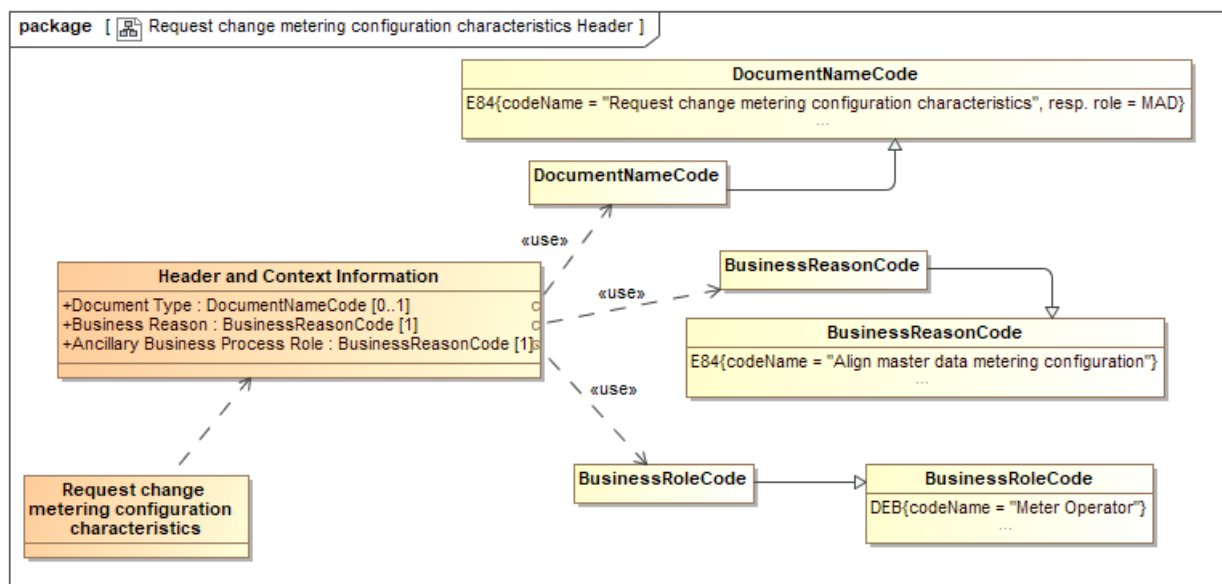 package [ Request change metering configuration characteristics Header ]
DocumentNameCode
E84{codeName = "Request change metering configuration characteristics", resp. role = MAD}
...
DocumentNameCode
«use»
BusinessReasonCode
Header and Context Information
«use»
+Document Type : DocumentNameCode [0..1]
+Business Reason : BusinessReasonCode [1]
+Ancillary Business Process Role : BusinessReasonCode [1]
BusinessReasonCode
E84{codeName = "Align master data metering configuration"}
...
«use»
BusinessRoleCode
BusinessRoleCode
DEB{codeName = "Meter Operator"}
...
Request change
metering configuration
characteristics